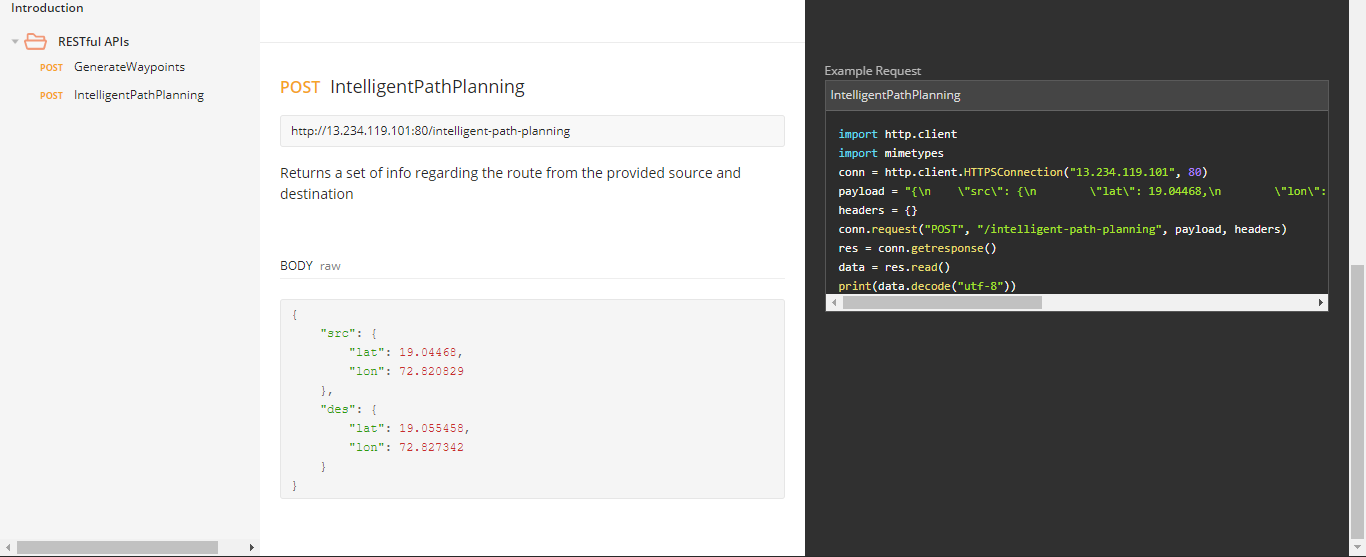 Introduction
RESTful APIs
POST GenerateWaypoints
POST IntelligentPathPlanning
POST IntelligentPathPlanning
http://13.234.119.101:80/intelligent-path-planning
Returns a set of info regarding the route from the provided source and
destination
BODY raw
{
"src": {
"lat": 19.04468,
"lon": 72.820829
},
"des": {
"lat": 19.055458,
"lon": 72.827342
}
}
Example Request
IntelligentPathPlanning
import http.client
import mimetypes
conn = http.client.HTTPSConnection("13.234.119.101", 80)
payload = "{\n    \"src\": {\n        \"lat\": 19.04468,\n        \"lon\":
headers = {}
conn.request("POST", "/intelligent-path-planning", payload, headers)
res = conn.getresponse()
data = res.read()
print(data.decode("utf-8"))